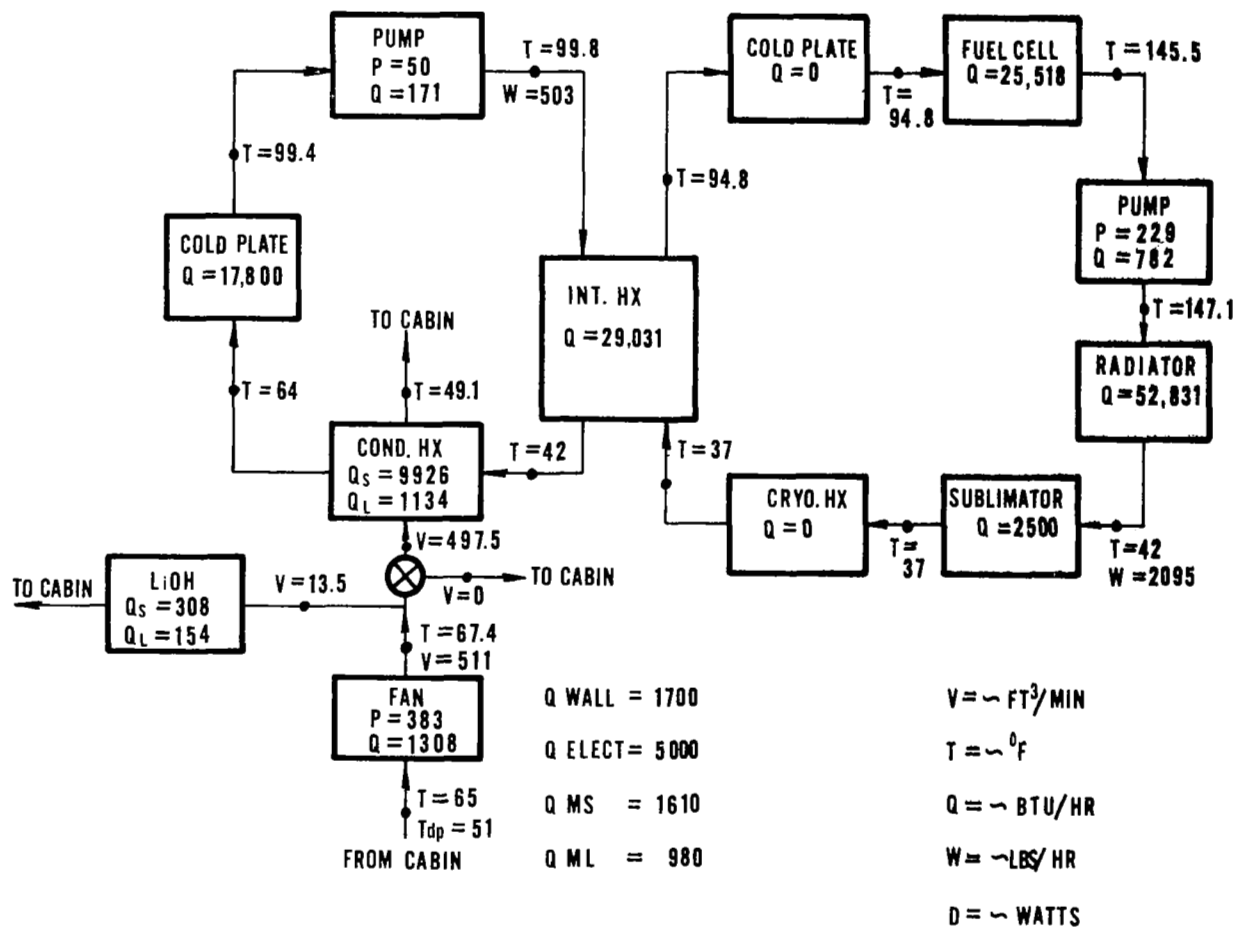 PUMP
P = 50
Q = 171
T = 99.8
W = 503
T = 99.4
COLD PLATE
Q = 17,800
T = 64
TO CABIN
T = 49.1
COND. HX
QS = 9926
QL = 1134
T = 42
V = 497.5
TO CABIN
V = 0
V = 13.5
TO CABIN
LiOH
QS = 308
QL = 154
T = 67.4
V = 511
FAN
P = 383
Q = 1308
T = 65
Tdp = 51
FROM CABIN
INT. HX
Q = 29,031
T = 94.8
COLD PLATE
Q = 0
T =
94.8
FUEL CELL
Q = 25,518
T = 145.5
PUMP
P = 229
Q = 782
T = 147.1
RADIATOR
Q = 52,831
T = 42
W = 2095
SUBLIMATOR
Q = 2500
T =
37
CRYO. HX
Q = 0
T = 37
Q WALL = 1700
Q ELECT = 5000
Q MS = 1610
Q ML = 980
V = ~ FT³/MIN
T = ~ ⁰F
Q = ~ BTU/HR
W = ~ LBS/HR
D = ~ WATTS